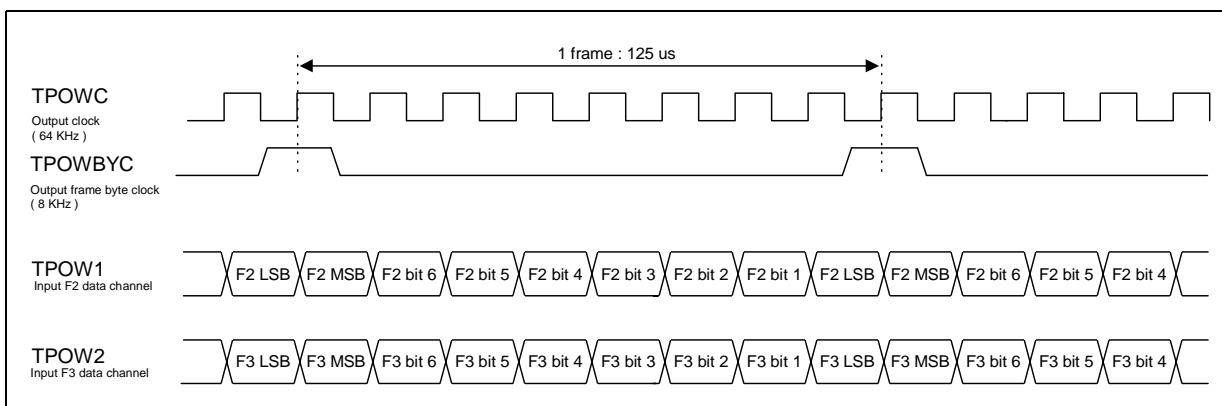 1 frame : 125 us
TPOWC
Output clock
( 64 KHz )
TPOWBYC
Output frame byte clock
( 8 KHz )
TPOW1
Input F2 data channel
F2 LSB F2 MSB F2 bit 6 F2 bit 5 F2 bit 4 F2 bit 3 F2 bit 2 F2 bit 1 F2 LSB F2 MSB F2 bit 6 F2 bit 5 F2 bit 4
TPOW2
Input F3 data channel
F3 LSB F3 MSB F3 bit 6 F3 bit 5 F3 bit 4 F3 bit 3 F3 bit 2 F3 bit 1 F3 LSB F3 MSB F3 bit 6 F3 bit 5 F3 bit 4